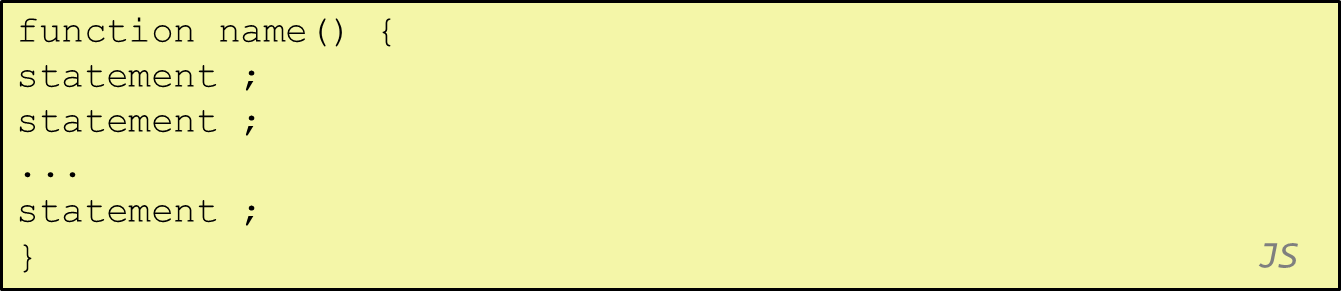 function name() {
statement ;
statement ;
...
statement ;
}
JS